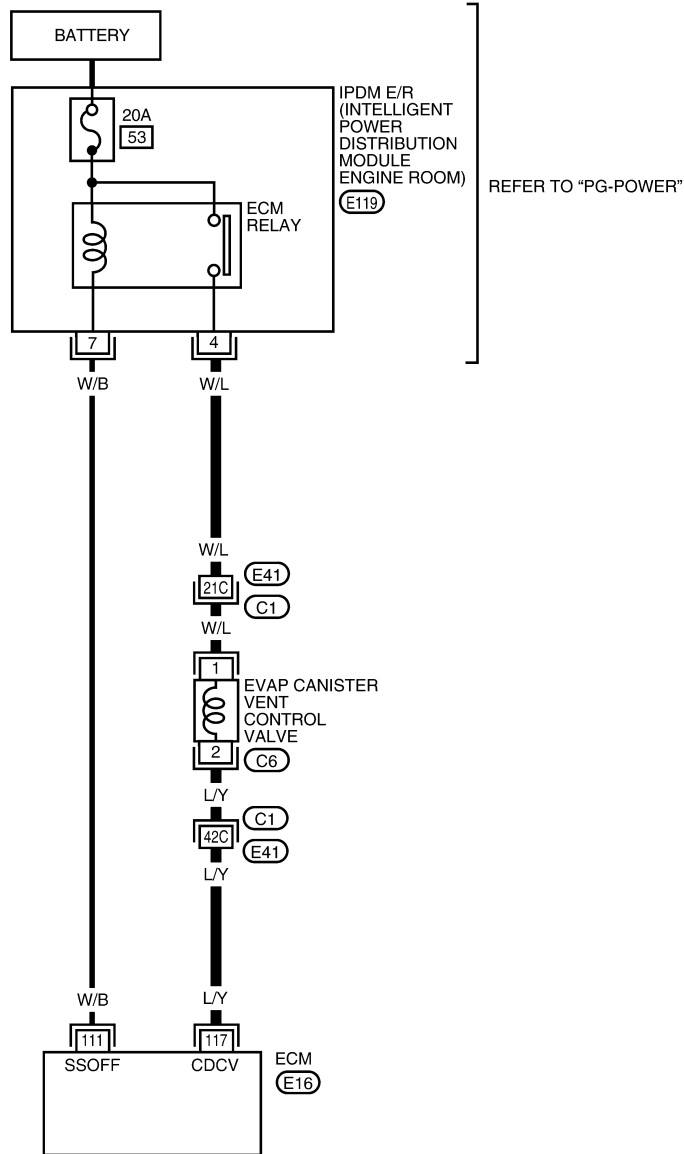 BATTERY
20A
53
IPDM E/R
(INTELLIGENT
POWER
DISTRIBUTION
MODULE
ENGINE ROOM)
E119
REFER TO “PG-POWER”
ECM
RELAY
7
4
W/B
W/L
W/L
21C
E41
C1
W/L
1
EVAP CANISTER
VENT
CONTROL
VALVE
2
C6
L/Y
C1
42C
E41
L/Y
W/B
L/Y
111
117
SSOFF
CDCV
ECM
E16